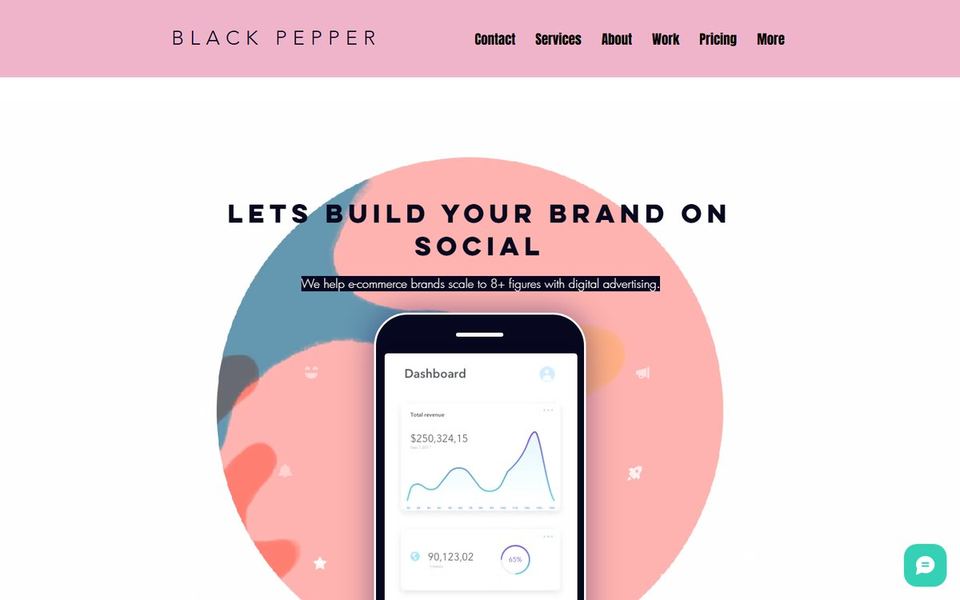 BLACK PEPPER
Contact Services About Work Pricing More
LETS BUILD YOUR BRAND ON
SOCIAL
We help e-commerce brands scale to 8+ figures with digital advertising.
Dashboard
Total revenue
$250,324,15
90,123,02
65%